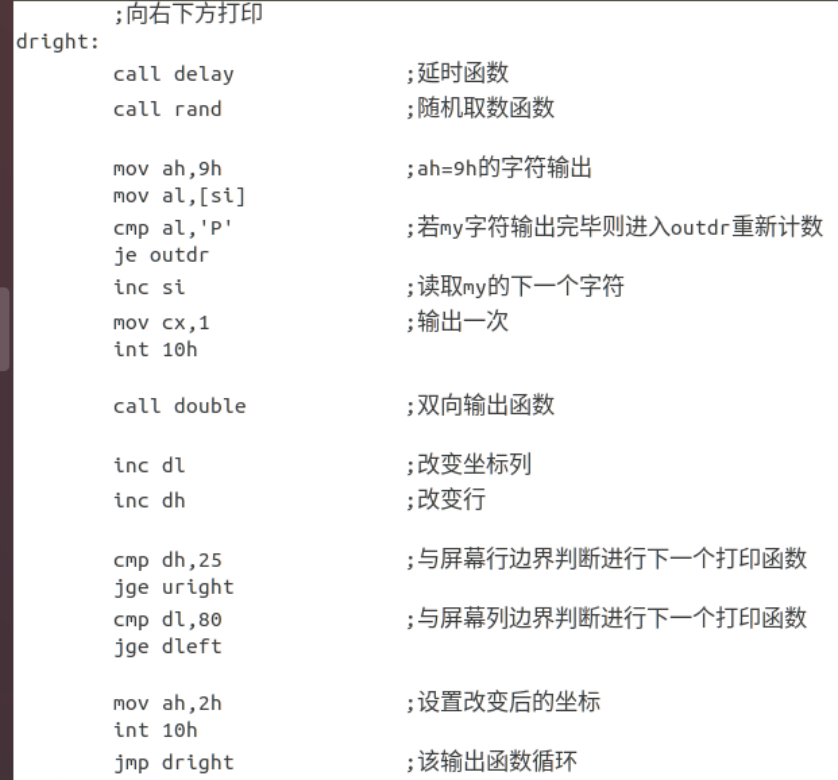 ;向右下方打印
dright:
call delay ;延时函数
call rand ;随机取数函数
mov ah,9h ;ah=9h的字符输出
mov al,[si]
cmp al,'P' ;若my字符输出完毕则进入outdr重新计数
je outdr
inc si ;读取my的下一个字符
mov cx,1 ;输出一次
int 10h
call double ;双向输出函数
inc dl ;改变坐标列
inc dh ;改变行
cmp dh,25 ;与屏幕行边界判断进行下一个打印函数
jge uright
cmp dl,80 ;与屏幕列边界判断进行下一个打印函数
jge dleft
mov ah,2h ;设置改变后的坐标
int 10h
jmp dright ;该输出函数循环